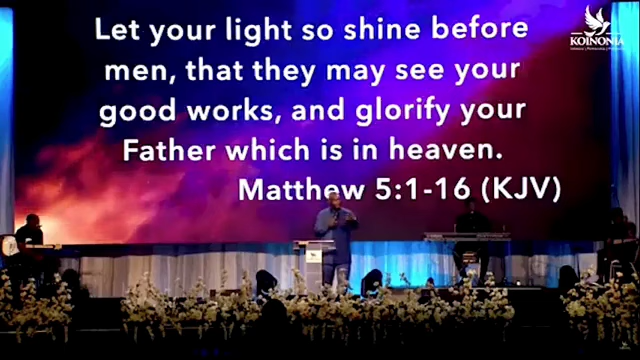 Let your light so shine before
men, that they may see your
good works, and glorify your
Father which is in heaven.
Matthew 5:1-16 (KJV)
KOINONIA